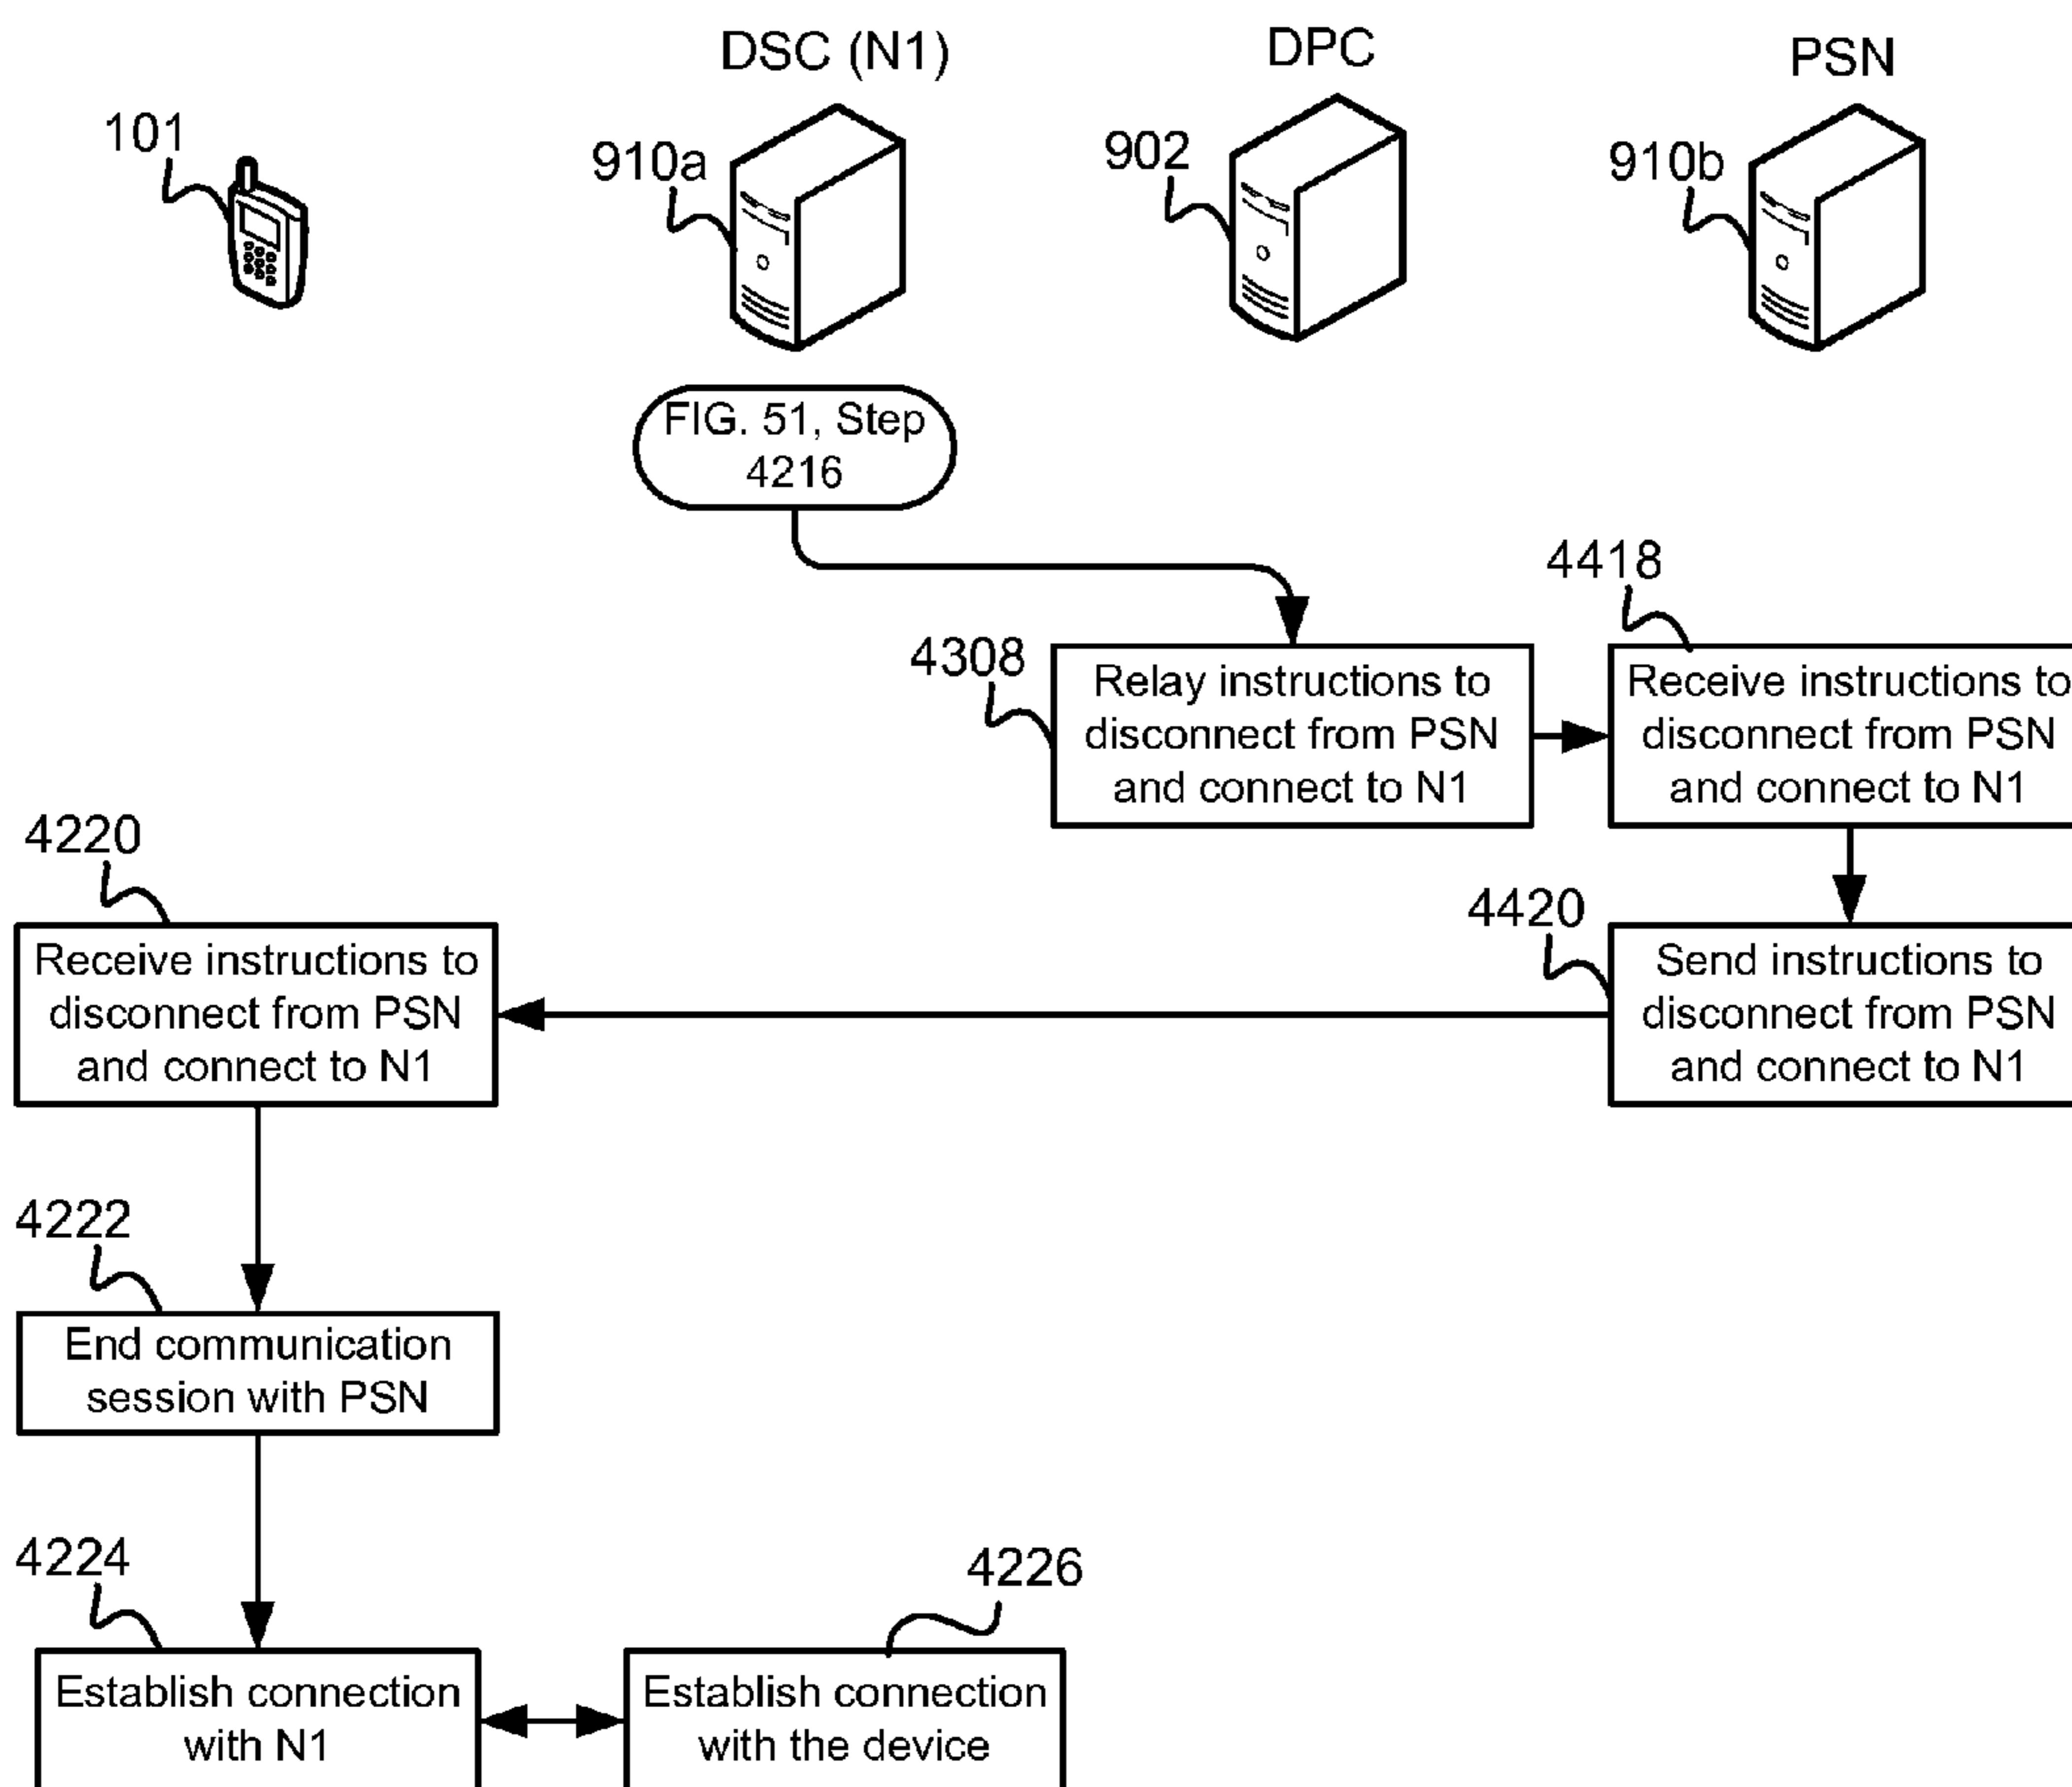 DSC (N1)
DPC
PSN
101
910a
902
910b
FIG. 51, Step
4216
4418
4308
Relay instructions to
disconnect from PSN
and connect to N1
Receive instructions to
disconnect from PSN
and connect to N1
4220
4420
Receive instructions to
disconnect from PSN
and connect to N1
Send instructions to
disconnect from PSN
and connect to N1
4222
End communication
session with PSN
4224
4226
Establish connection
with N1
Establish connection
with the device